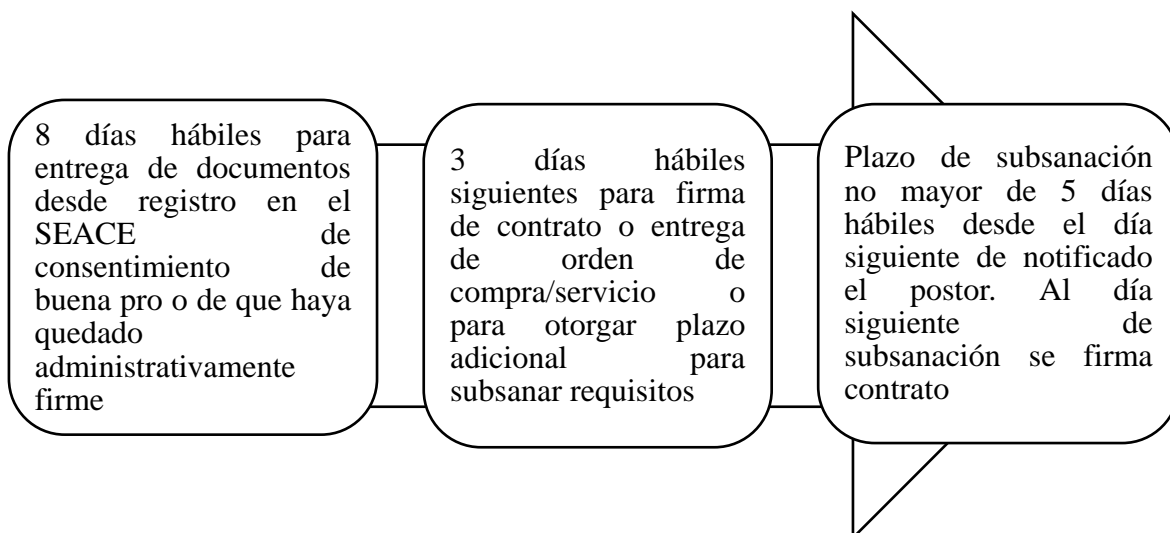 8 días hábiles para
entrega de documentos
desde registro en el
SEACE de
consentimiento de
buena pro o de que haya
quedado
administrativamente
firme
3 días hábiles
siguientes para firma
de contrato o entrega
de orden de
compra/servicio o
para otorgar plazo
adicional para
subsanar requisitos
Plazo de subsanación
no mayor de 5 días
hábiles desde el día
siguiente de notificado
el postor. Al día
siguiente de
subsanación se firma
contrato